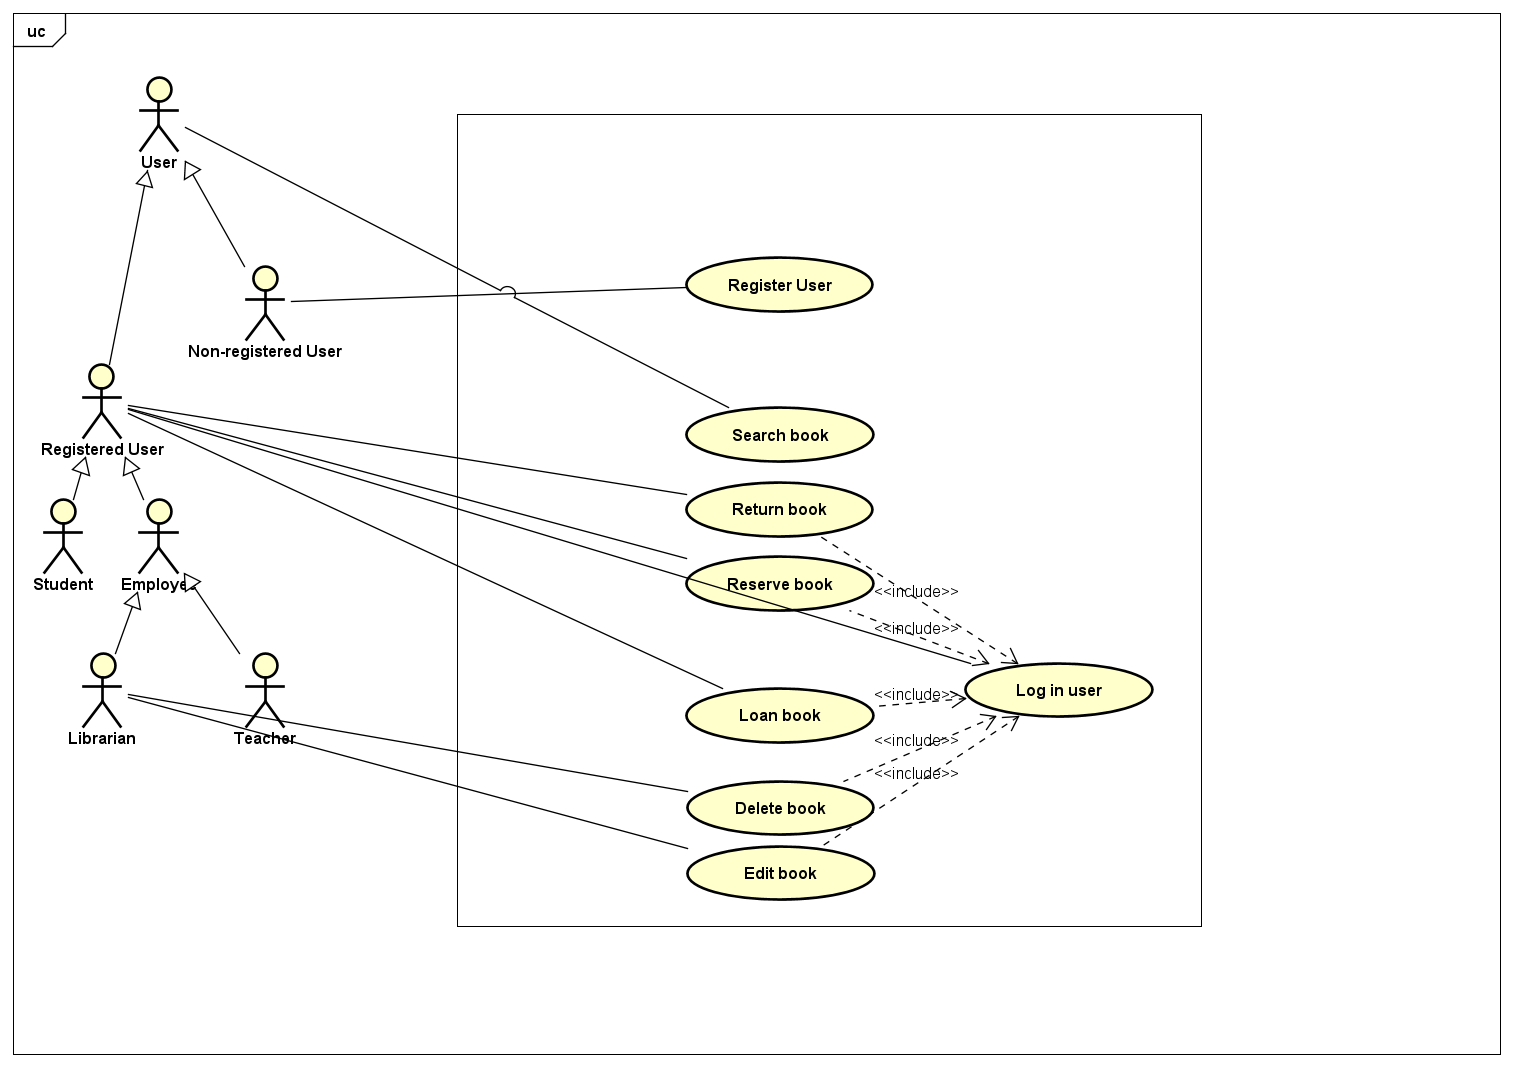 uc
User
Non-registered User
Register User
Registered User
Search book
Return book
Student
Employe
Reserve book
<<include>>
<<include>>
Log in user
<<include>>
Loan book
Librarian
Teacher
<<include>>
<<include>>
Delete book
Edit book